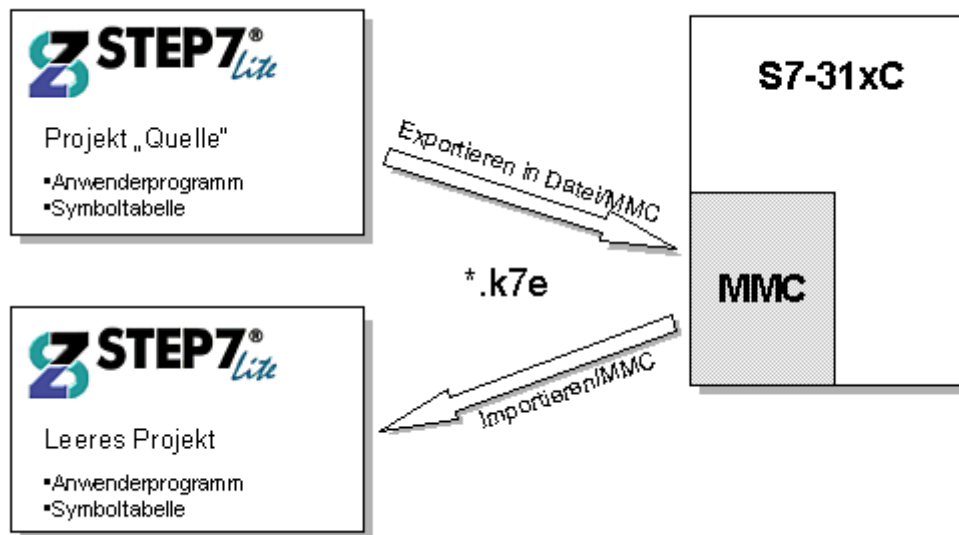 STEP7® Lite
Projekt „Quelle"
▪Anwenderprogramm
▪Symboltabelle
Exportieren in Datei/MMC
S7-31xC
*.k7e
MMC
STEP7® Lite
Leeres Projekt
▪Anwenderprogramm
▪Symboltabelle
Importieren/MMC